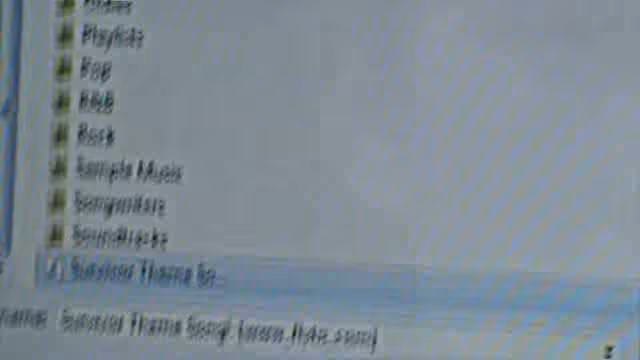 Playlists
Pop
R&B
Rock
Sample Music
Songwriters
Soundtracks
Survivor Theme So...
name: Survivor Theme Song!